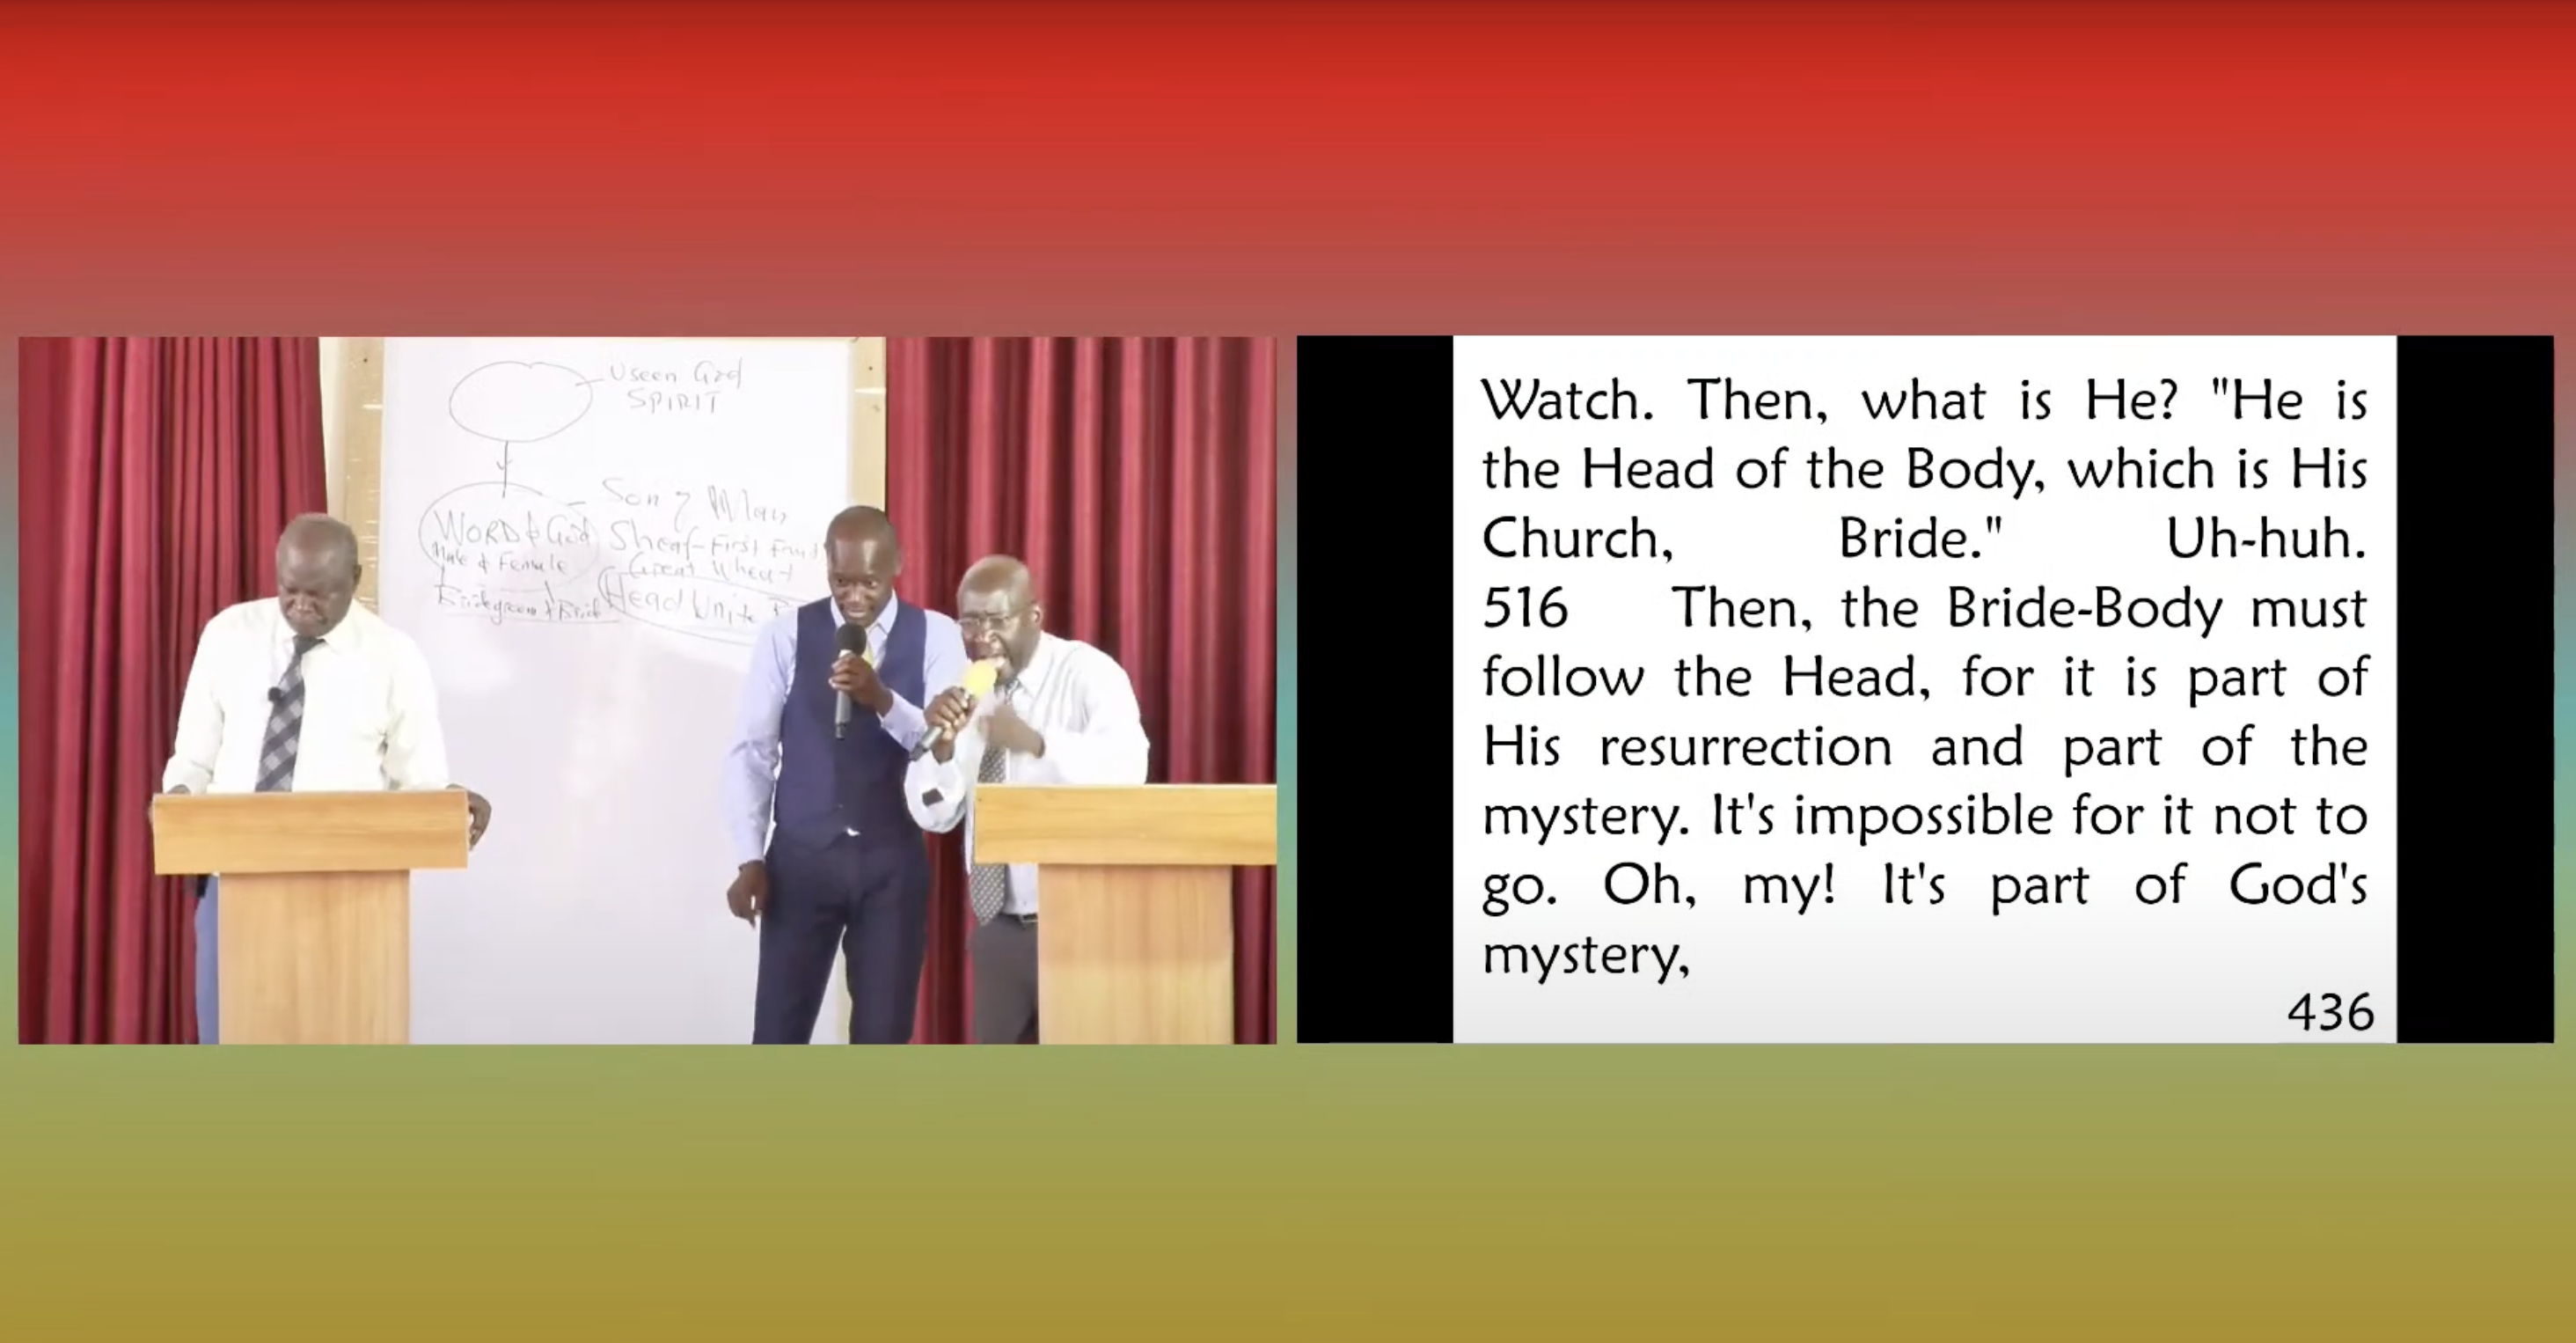 Useen God
SPIRIT
Son of Man
WORD of God
Sheaf-First Fruit
Male & Female
Great Wheat
Bridegroom & Brid
Head Unite
Watch. Then, what is He? "He is
the Head of the Body, which is His
Church, Bride." Uh-huh.
516 Then, the Bride-Body must
follow the Head, for it is part of
His resurrection and part of the
mystery. It's impossible for it not to
go. Oh, my! It's part of God's
mystery,
436